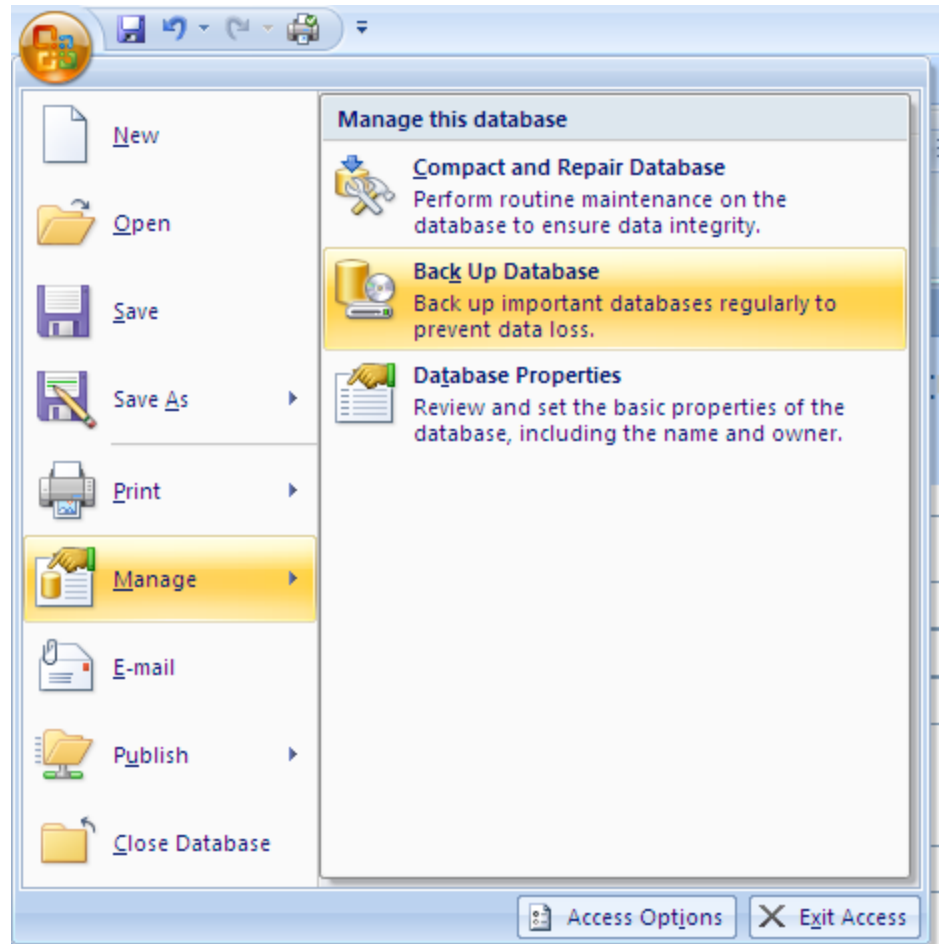 New
Open
Save
Save As
Print
Manage
E-mail
Publish
Close Database
Manage this database
Compact and Repair Database
Perform routine maintenance on the
database to ensure data integrity.
Back Up Database
Back up important databases regularly to
prevent data loss.
Database Properties
Review and set the basic properties of the
database, including the name and owner.
Access Options
Exit Access